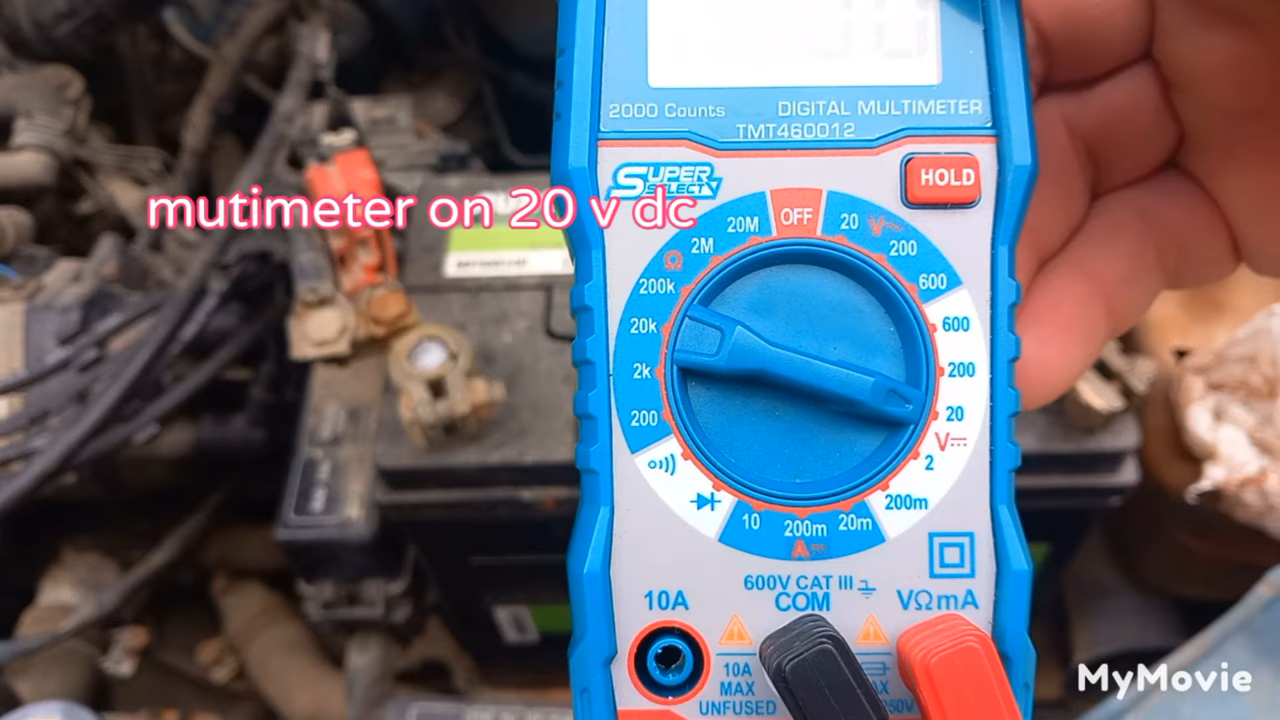 2000 Counts DIGITAL MULTIMETER
TMT460012
SUPER
SELECT
HOLD
mutimeter on 20 v dc
OFF
20 V~
200
600
600
200
20
V⎓
2
200m
20m
200m
10
A⎓
200
2k
20k
200k
Ω
2M
20M
600V CAT III
10A COM VΩmA
10A
MAX
UNFUSED
MyMovie